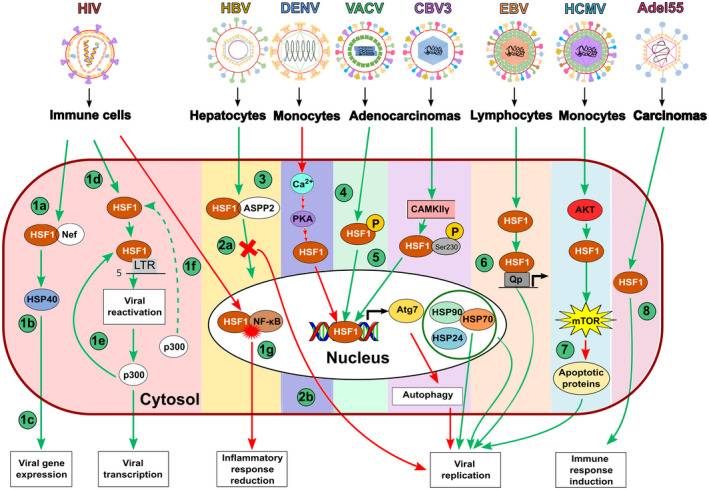 HIV HBV DENV VACV CBV3 EBV HCMV Adel55
Immune cells Hepatocytes Monocytes Adenocarcinomas Lymphocytes Monocytes Carcinomas
1d
3
4
Ca²⁺
1a
HSF1
HSF1 ASPP2
PKA
CAMKIIγ
HSF1
AKT
HSF1 Nef
2a
HSF1 P
P
HSF1 Ser230
HSF1
HSF1
HSF1
LTR
5
1f
5
6
HSF1
Qp
HSF1
8
HSP40
1b
Viral
reactivation
HSF1 NF-κB
HSF1
Atg7
HSP90
HSP70
HSP24
mTOR
1e
p300
1g
Nucleus
7
p300
Apoptotic
proteins
Cytosol
2b
Autophagy
1c
Viral gene
expression
Viral
transcription
Inflammatory
response
reduction
Viral
replication
Immune
response
induction